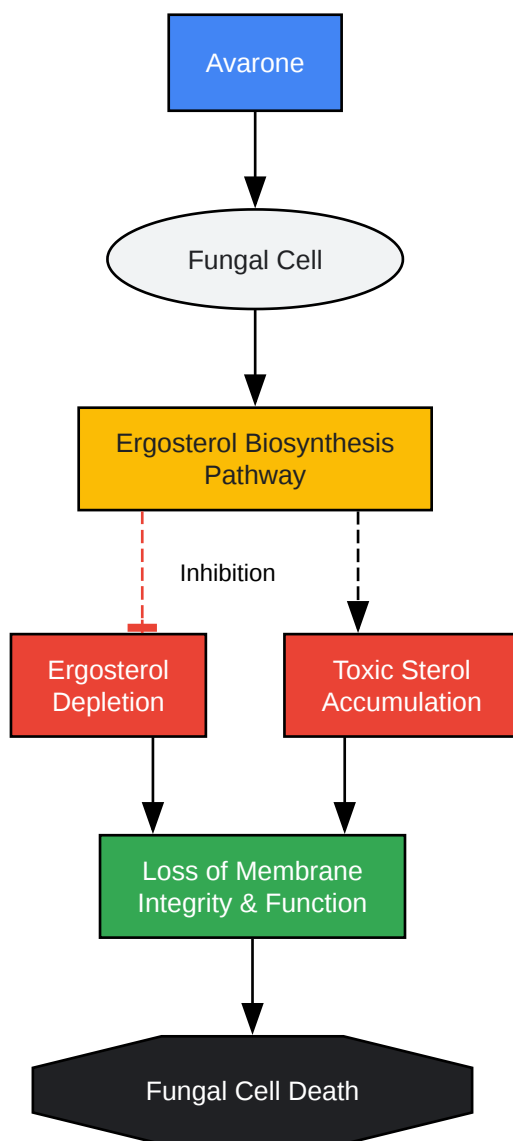 Avarone
Fungal Cell
Ergosterol Biosynthesis
Pathway
Inhibition
Ergosterol
Depletion
Toxic Sterol
Accumulation
Loss of Membrane
Integrity & Function
Fungal Cell Death